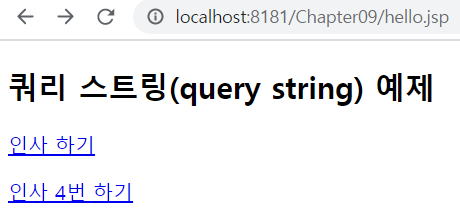 localhost:8181/Chapter09/hello.jsp
쿼리 스트링(query string) 예제
인사 하기
인사 4번 하기